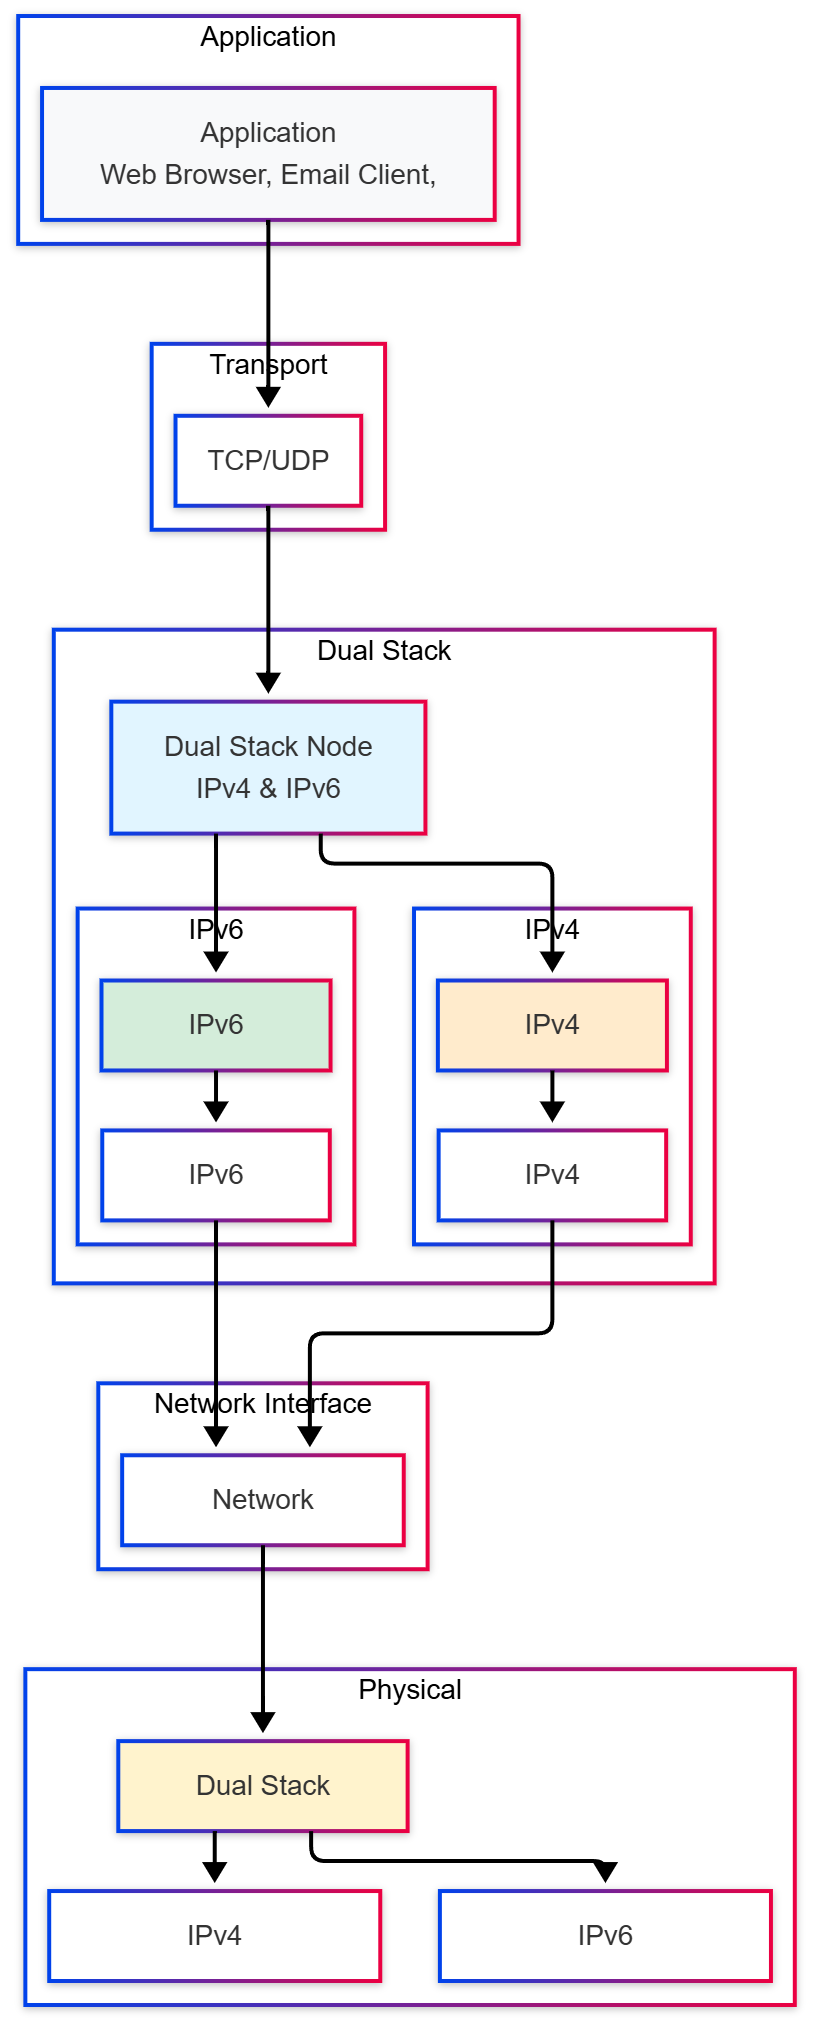 Application
Application
Web Browser, Email Client,
Transport
TCP/UDP
Dual Stack
Dual Stack Node
IPv4 & IPv6
IPv6
IPv4
IPv6
IPv4
IPv6
IPv4
Network Interface
Network
Physical
Dual Stack
IPv4
IPv6